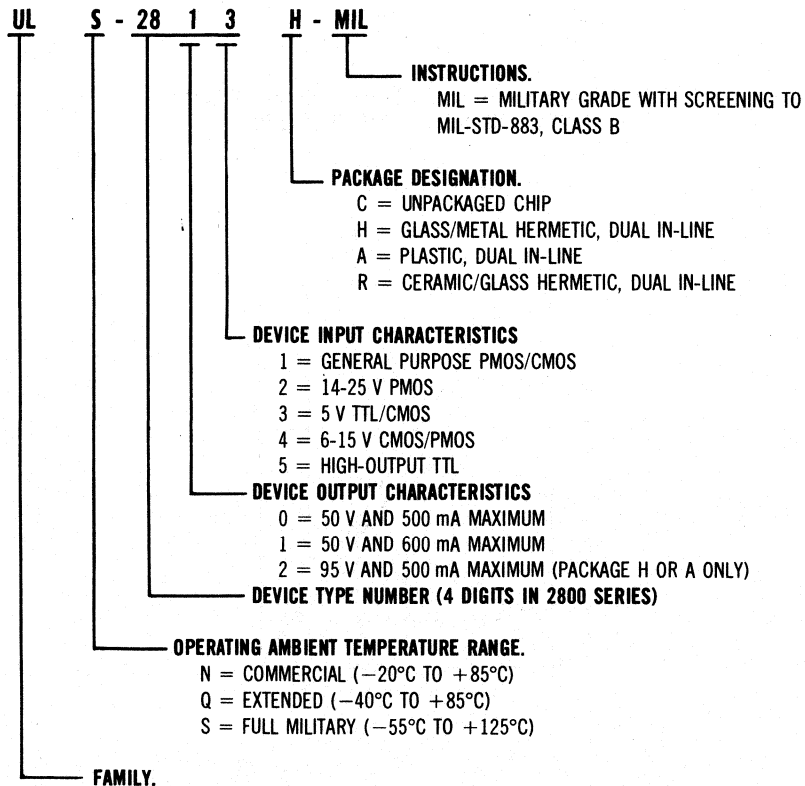 UL S - 28 1 3 H - MIL
INSTRUCTIONS.
MIL = MILITARY GRADE WITH SCREENING TO
MIL-STD-883, CLASS B
PACKAGE DESIGNATION.
C = UNPACKAGED CHIP
H = GLASS/METAL HERMETIC, DUAL IN-LINE
A = PLASTIC, DUAL IN-LINE
R = CERAMIC/GLASS HERMETIC, DUAL IN-LINE
DEVICE INPUT CHARACTERISTICS
1 = GENERAL PURPOSE PMOS/CMOS
2 = 14-25 V PMOS
3 = 5 V TTL/CMOS
4 = 6-15 V CMOS/PMOS
5 = HIGH-OUTPUT TTL
DEVICE OUTPUT CHARACTERISTICS
0 = 50 V AND 500 mA MAXIMUM
1 = 50 V AND 600 mA MAXIMUM
2 = 95 V AND 500 mA MAXIMUM (PACKAGE H OR A ONLY)
DEVICE TYPE NUMBER (4 DIGITS IN 2800 SERIES)
OPERATING AMBIENT TEMPERATURE RANGE.
N = COMMERCIAL (−20°C TO +85°C)
Q = EXTENDED (−40°C TO +85°C)
S = FULL MILITARY (−55°C TO +125°C)
FAMILY.